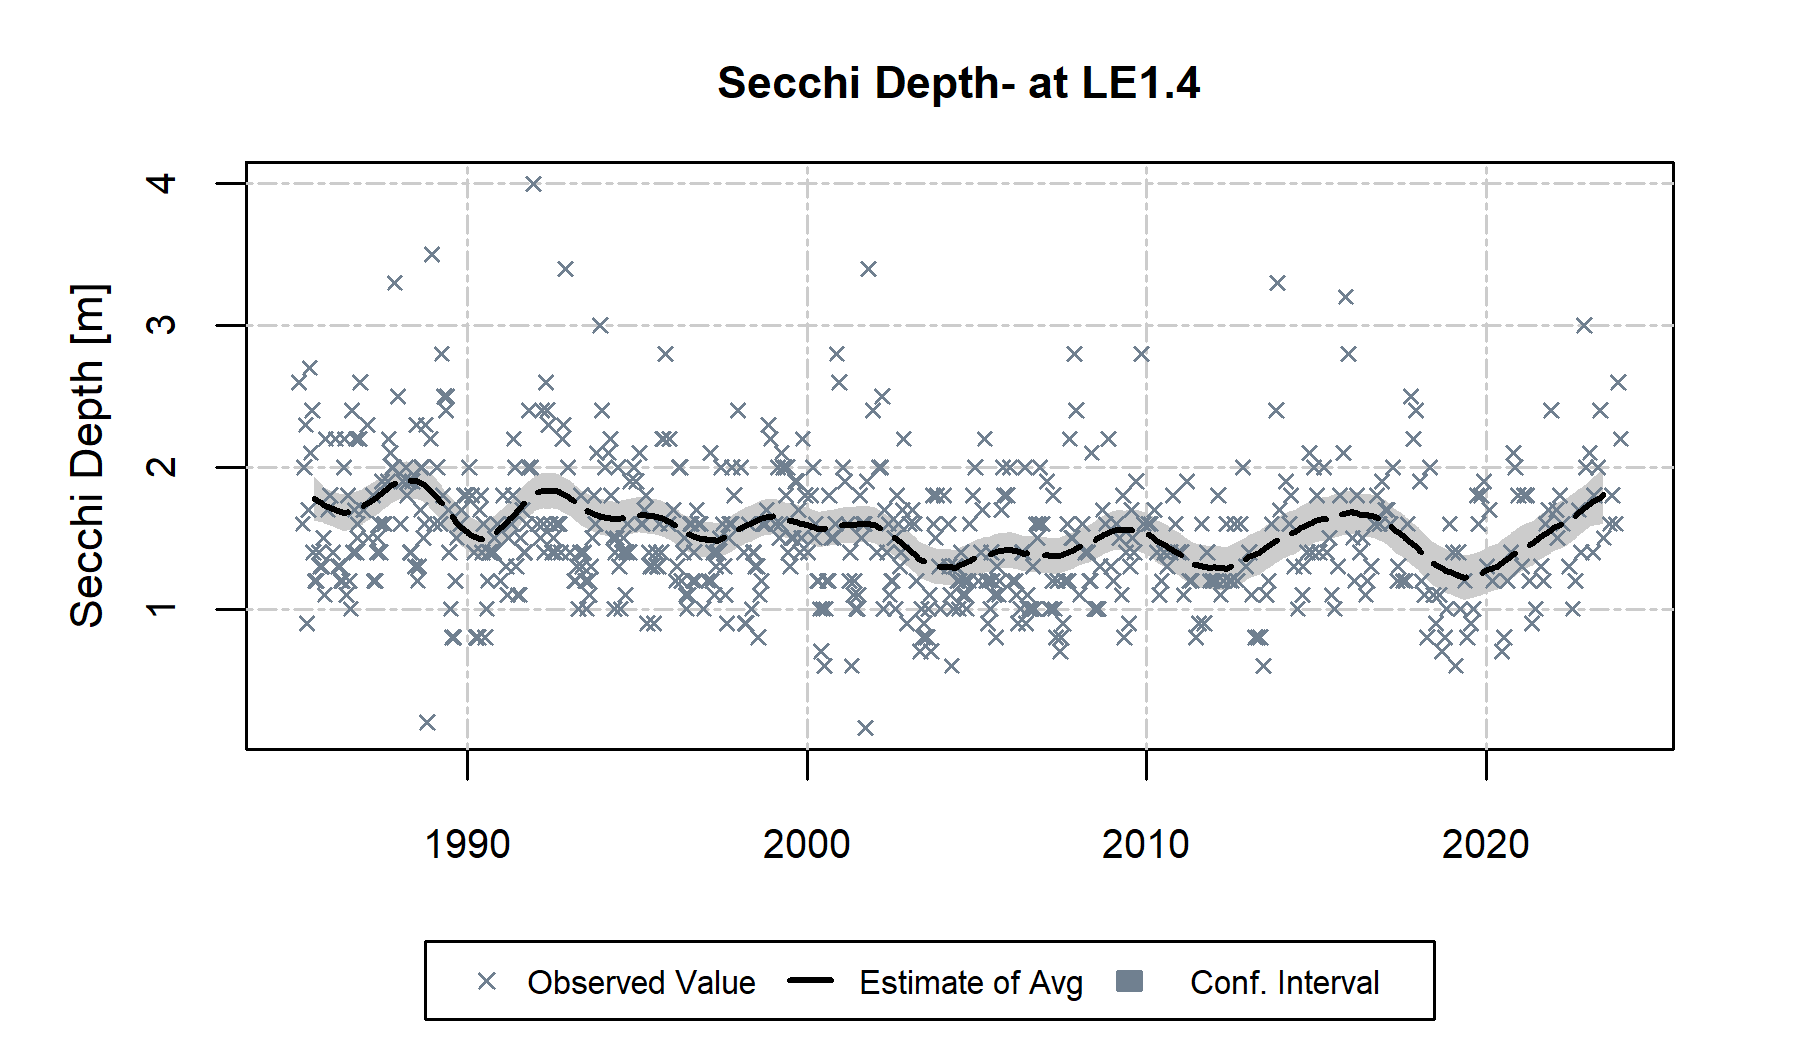 Secchi Depth- at LE1.4
Secchi Depth [m]
4
3
2
1
1990 2000 2010 2020
Observed Value Estimate of Avg Conf. Interval